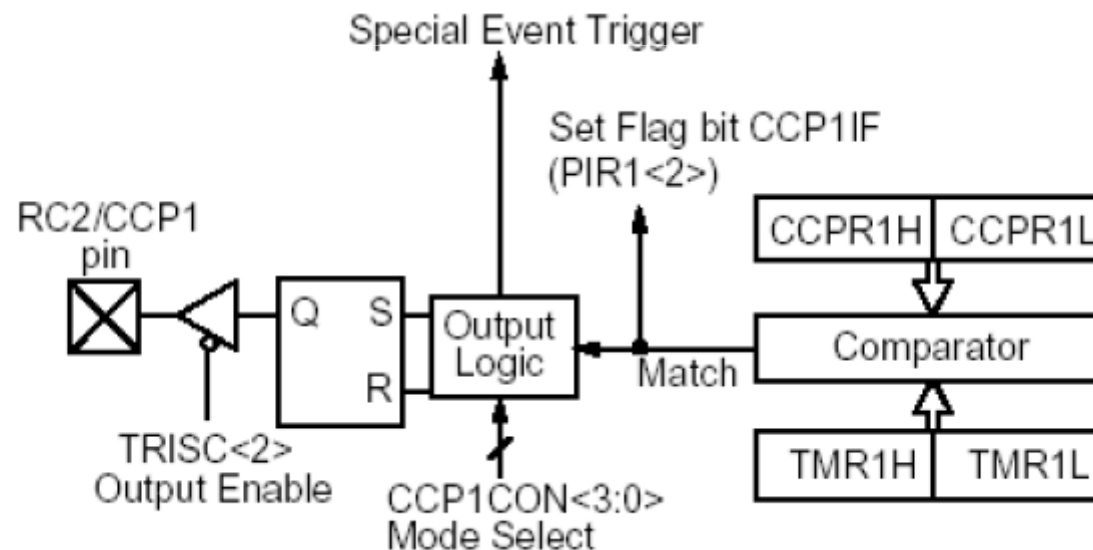 Special Event Trigger
Set Flag bit CCP1IF
(PIR1<2>)
RC2/CCP1
pin
CCPR1H CCPR1L
Q S
R
Output
Logic
Match
Comparator
TRISC<2>
Output Enable
CCP1CON<3:0>
Mode Select
TMR1H TMR1L